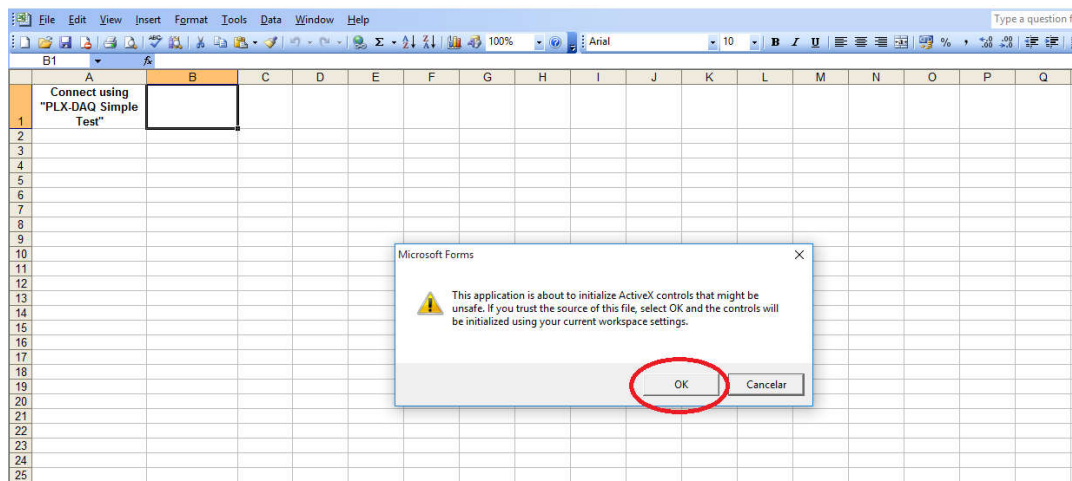 File Edit View Insert Format Tools Data Window Help Type a question f
100% Arial 10 B I U % ,
B1 fx
A B C D E F G H I J K L M N O P Q
Connect using
"PLX-DAQ Simple
1 Test"
2
3
4
5
6
7
8
9
10
Microsoft Forms
11
12
13 This application is about to initialize ActiveX controls that might be
14 unsafe. If you trust the source of this file, select OK and the controls will
15 be initialized using your current workspace settings.
16
17
18
19 OK Cancelar
20
21
22
23
24
25